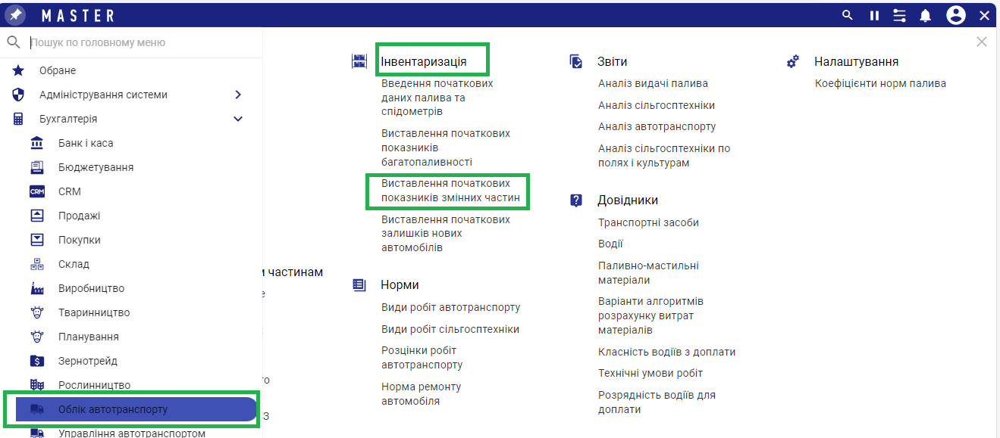 MASTER
Пошук по головному меню
Обране
Адміністрування системи
Бухгалтерія
Банк і каса
Бюджетування
CRM
CRM
Продажі
Покупки
Склад
Виробництво
Тваринництво
Планування
Зернотрейд
Рослинництво
Облік автотранспорту
Управління автотранспортом
частинам
Інвентаризація
Введення початкових
даних палива та
спідометрів
Виставлення початкових
показників
багатопаливності
Виставлення початкових
показників змінних частин
Виставлення початкових
залишків нових
автомобілів
Норми
Види робіт автотранспорту
Види робіт сільгосптехніки
Розцінки робіт
автотранспорту
Норма ремонту
автомобіля
Звіти
Аналіз видачі палива
Аналіз сільгосптехніки
Аналіз автотранспорту
Аналіз сільгосптехніки по
полях і культурам
Довідники
Транспортні засоби
Водії
Паливно-мастильні
матеріали
Варіанти алгоритмів
розрахунку витрат
матеріалів
Класність водіїв з доплати
Технічні умови робіт
Розрядність водіїв для
доплати
Налаштування
Коефіцієнти норм палива